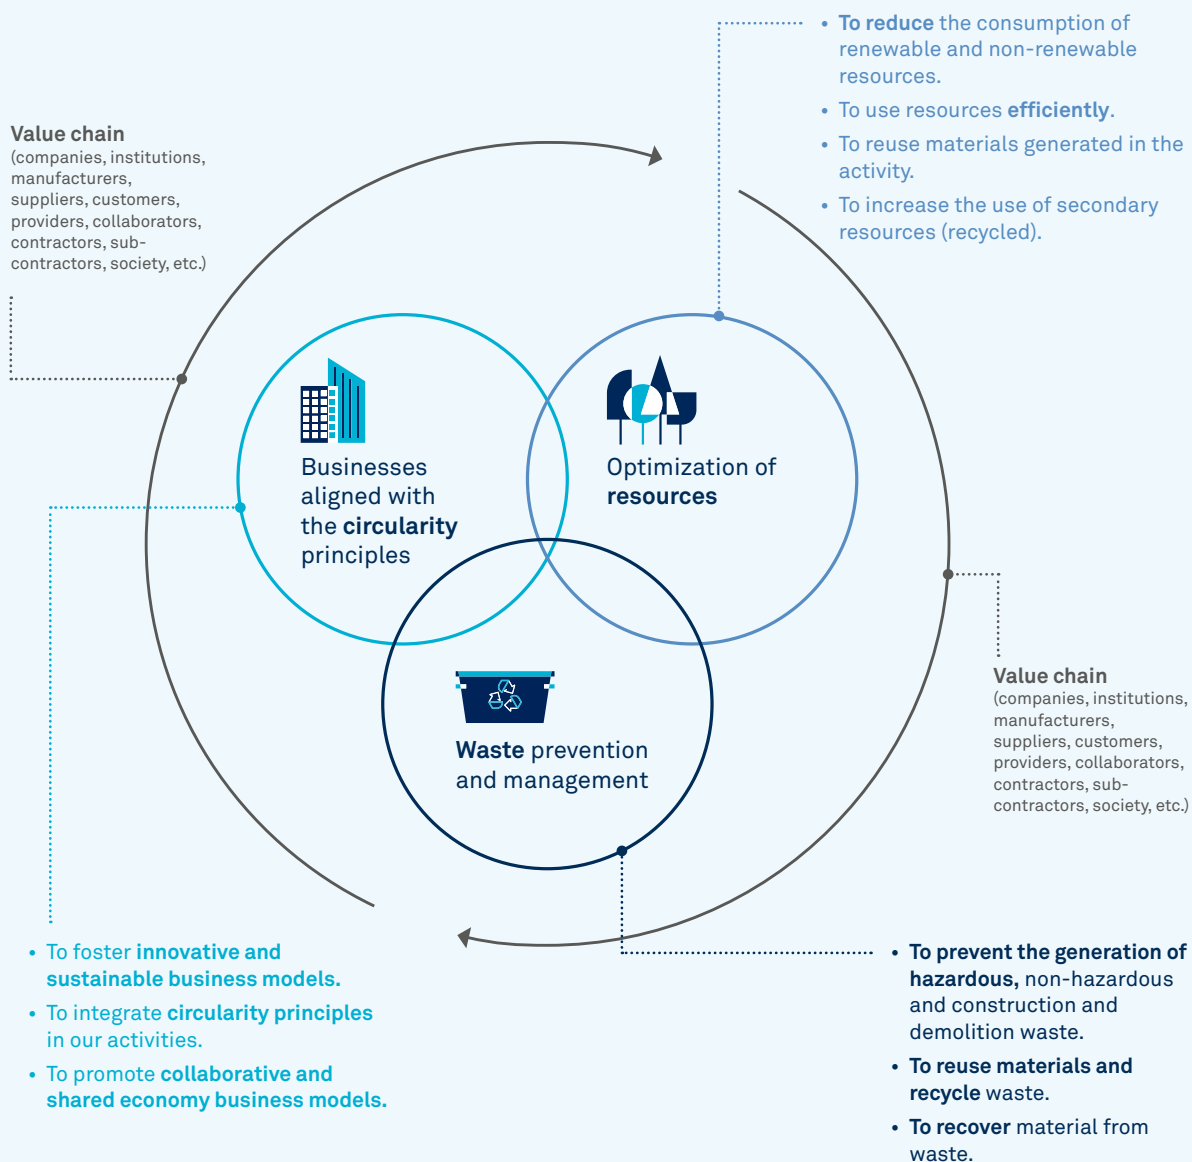 • To reduce the consumption of
renewable and non-renewable
resources.
• To use resources efficiently.
• To reuse materials generated in the
activity.
• To increase the use of secondary
resources (recycled).
Value chain
(companies, institutions,
manufacturers,
suppliers, customers,
providers, collaborators,
contractors, sub-
contractors, society, etc.)
Businesses
aligned with
the circularity
principles
Optimization of
resources
Waste prevention
and management
Value chain
(companies, institutions,
manufacturers,
suppliers, customers,
providers, collaborators,
contractors, sub-
contractors, society, etc.)
• To foster innovative and
sustainable business models.
• To integrate circularity principles
in our activities.
• To promote collaborative and
shared economy business models.
• To prevent the generation of
hazardous, non-hazardous
and construction and
demolition waste.
• To reuse materials and
recycle waste.
• To recover material from
waste.